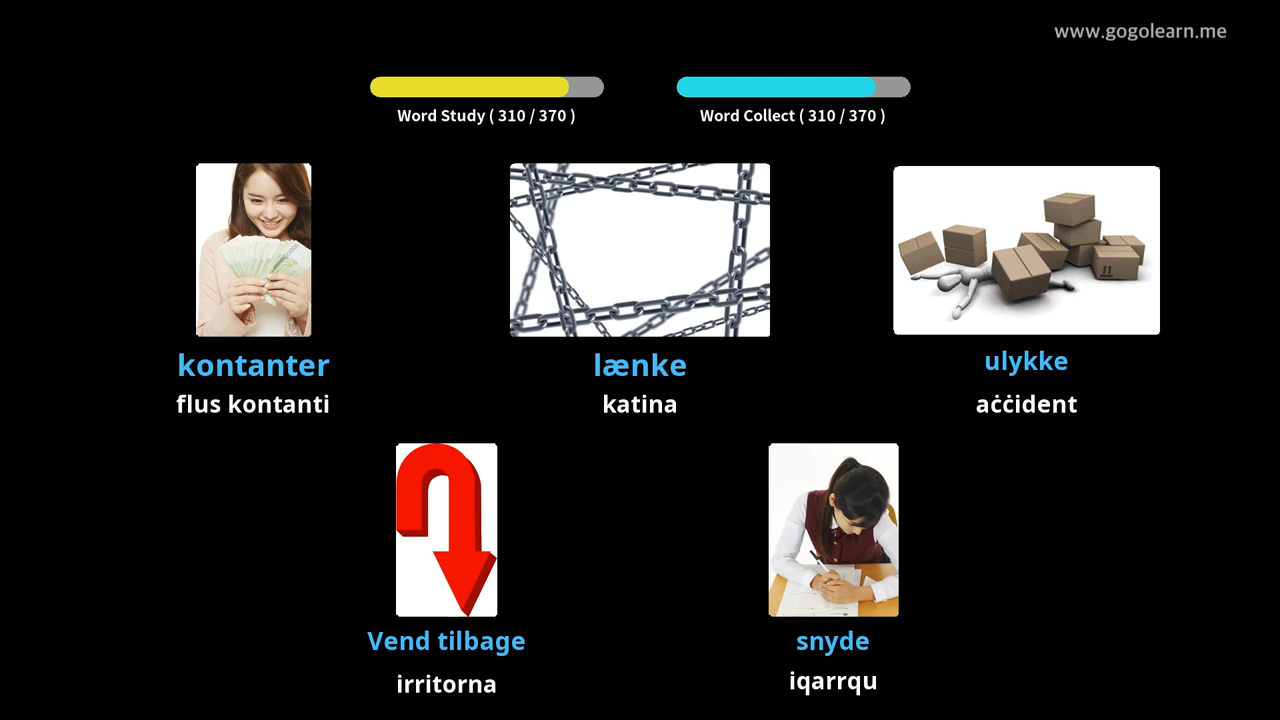 www.gogolearn.me
Word Study ( 310 / 370 )
Word Collect ( 310 / 370 )
kontanter
flus kontanti
lænke
katina
ulykke
aċċident
Vend tilbage
irritorna
snyde
iqarrqu